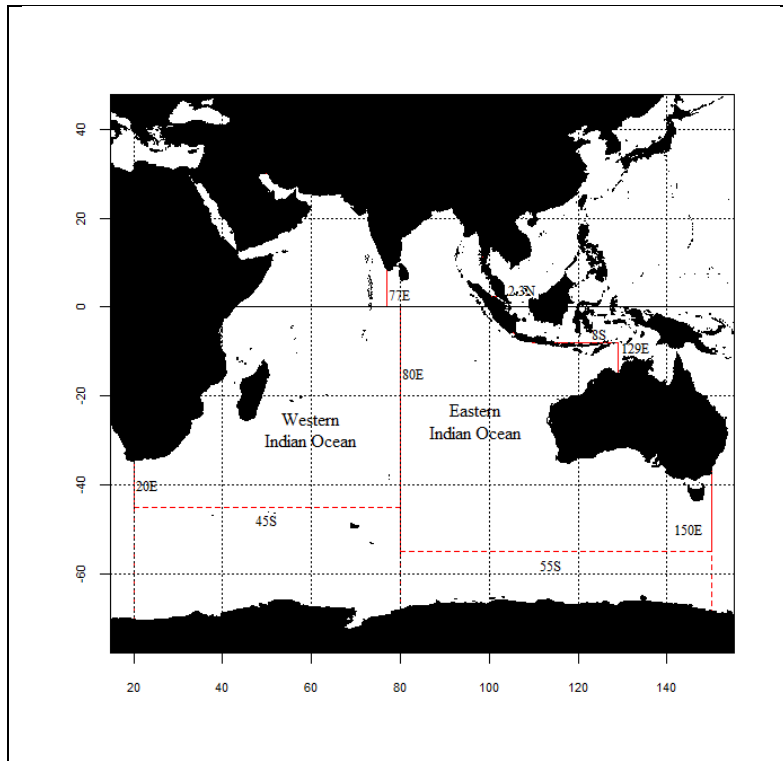 40
20
0
-20
-40
-60
77E
2.3N
8S
129E
80E
Western
Indian Ocean
Eastern
Indian Ocean
20E
45S
150E
55S
20 40 60 80 100 120 140